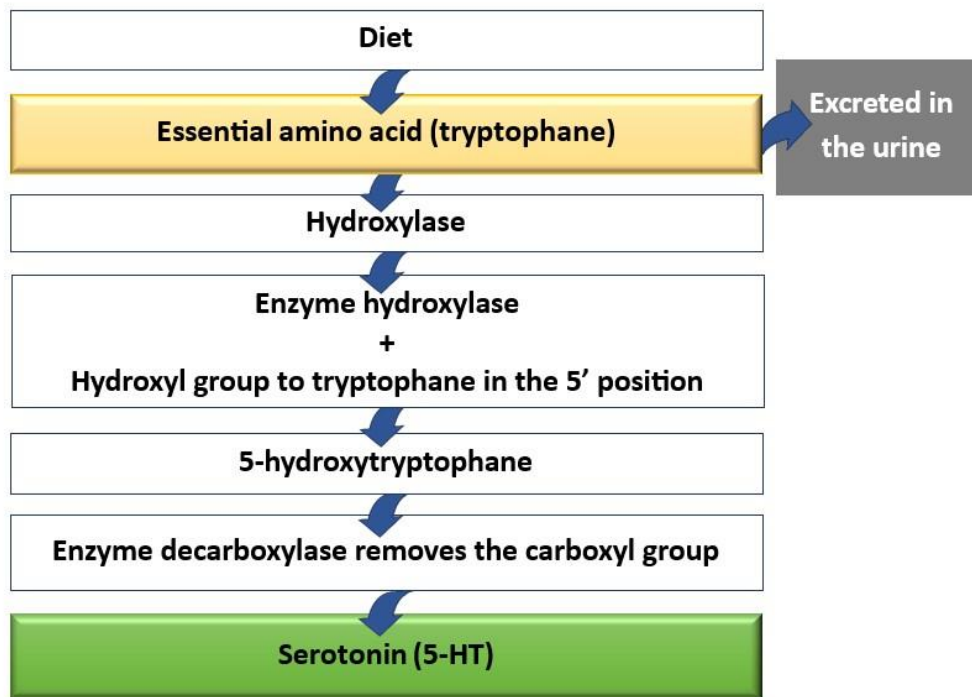 Diet
Essential amino acid (tryptophane)
Excreted in
the urine
Hydroxylase
Enzyme hydroxylase
+
Hydroxyl group to tryptophane in the 5’ position
5-hydroxytryptophane
Enzyme decarboxylase removes the carboxyl group
Serotonin (5-HT)